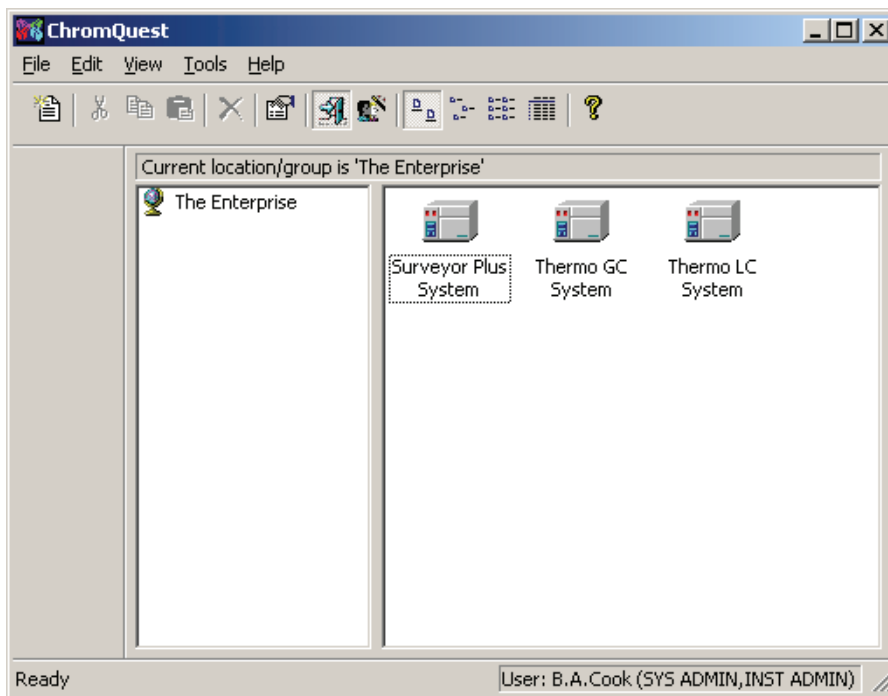 ChromQuest
File Edit View Tools Help
Current location/group is 'The Enterprise'
The Enterprise
Surveyor Plus
System
Thermo GC
System
Thermo LC
System
Ready
User: B.A.Cook (SYS ADMIN,INST ADMIN)